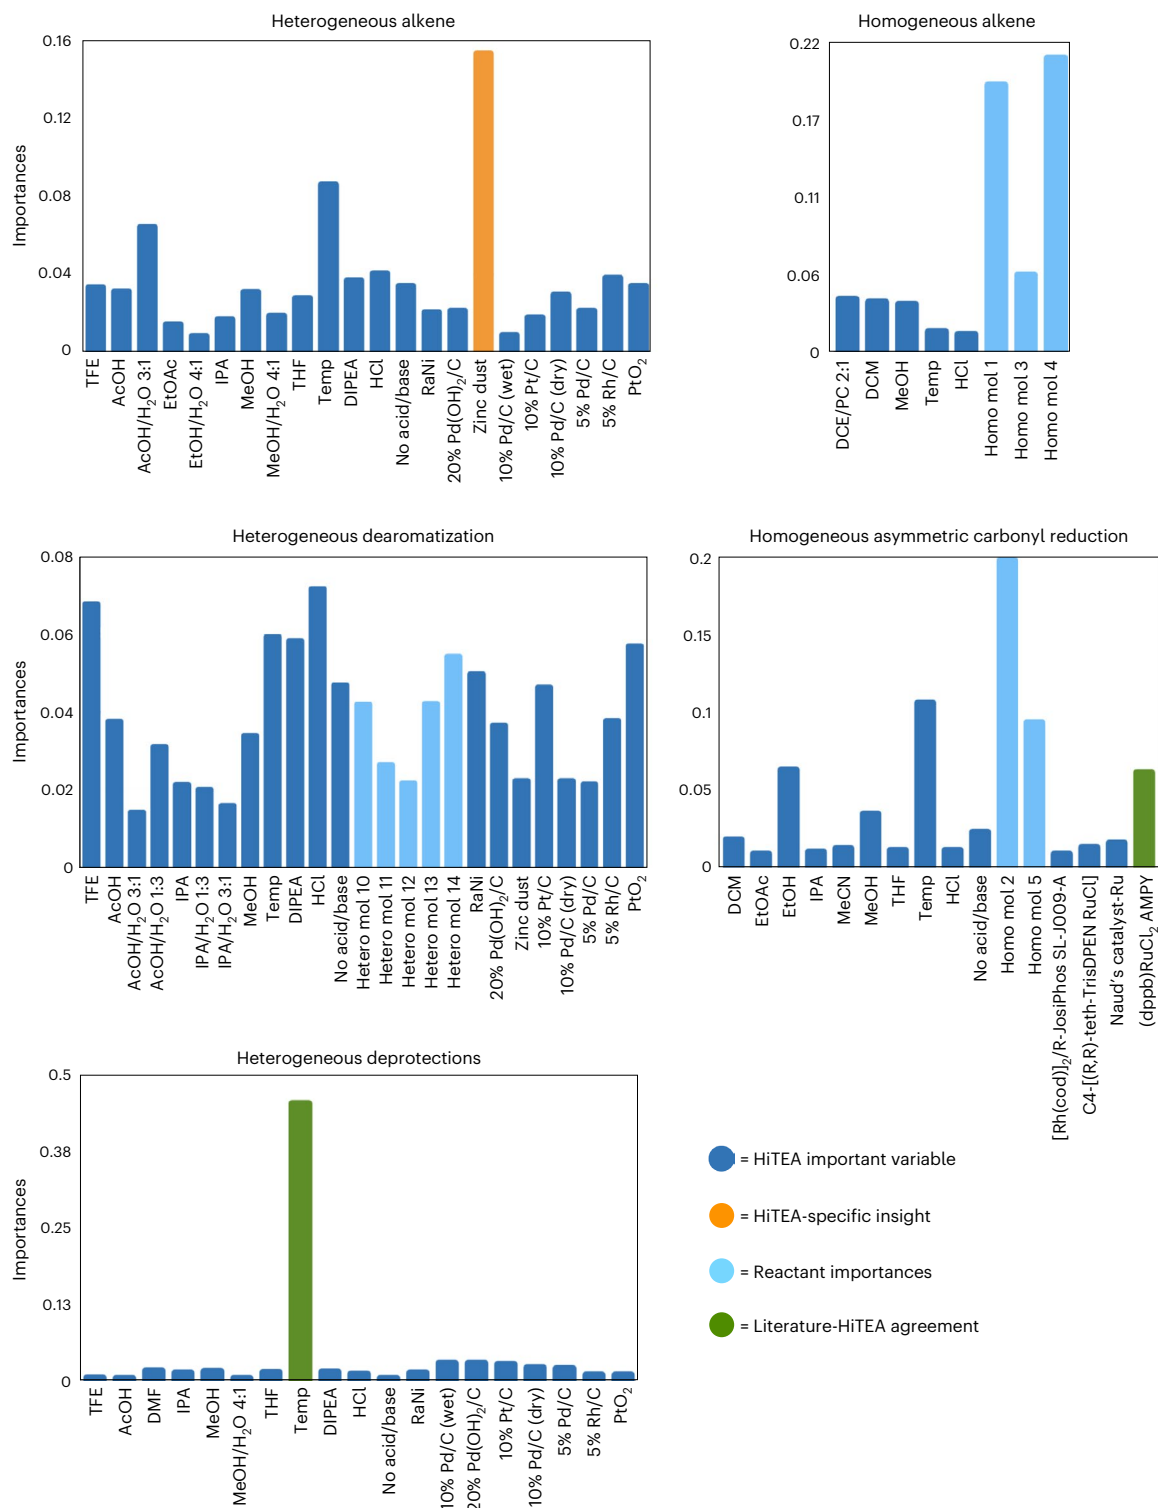 Heterogeneous alkene
Importances
0.16
0.12
0.08
0.04
0
TFE
AcOH
AcOH/H₂O 3:1
EtOAc
EtOH/H₂O 4:1
IPA
MeOH
MeOH/H₂O 4:1
THF
Temp
DIPEA
HCl
No acid/base
RaNi
20% Pd(OH)₂/C
Zinc dust
10% Pd/C (wet)
10% Pt/C
10% Pd/C (dry)
5% Pd/C
5% Rh/C
PtO₂
Homogeneous alkene
0.22
0.17
0.11
0.06
0
DCE/PC 2:1
DCM
MeOH
Temp
HCl
Homo mol 1
Homo mol 3
Homo mol 4
Heterogeneous dearomatization
Importances
0.08
0.06
0.04
0.02
0
TFE
AcOH
AcOH/H₂O 3:1
AcOH/H₂O 1:3
IPA
IPA/H₂O 1:3
IPA/H₂O 3:1
MeOH
Temp
DIPEA
HCl
No acid/base
Hetero mol 10
Hetero mol 11
Hetero mol 12
Hetero mol 13
Hetero mol 14
RaNi
20% Pd(OH)₂/C
Zinc dust
10% Pt/C
10% Pd/C (dry)
5% Pd/C
5% Rh/C
PtO₂
Homogeneous asymmetric carbonyl reduction
0.2
0.15
0.1
0.05
0
DCM
EtOAc
EtOH
IPA
MeCN
MeOH
THF
Temp
HCl
No acid/base
Homo mol 2
Homo mol 5
[Rh(cod)]₂/R-JosiPhos SL-J009-A
C4-[(R,R)-teth-TrisDPEN RuCl]
Naud's catalyst-Ru
(dppb)RuCl₂ AMPY
Heterogeneous deprotections
Importances
0.5
0.38
0.25
0.13
0
TFE
AcOH
DMF
IPA
MeOH
MeOH/H₂O 4:1
THF
Temp
DIPEA
HCl
No acid/base
RaNi
10% Pd/C (wet)
20% Pd(OH)₂/C
10% Pt/C
10% Pd/C (dry)
5% Pd/C
5% Rh/C
PtO₂
= HiTEA important variable
= HiTEA-specific insight
= Reactant importances
= Literature-HiTEA agreement